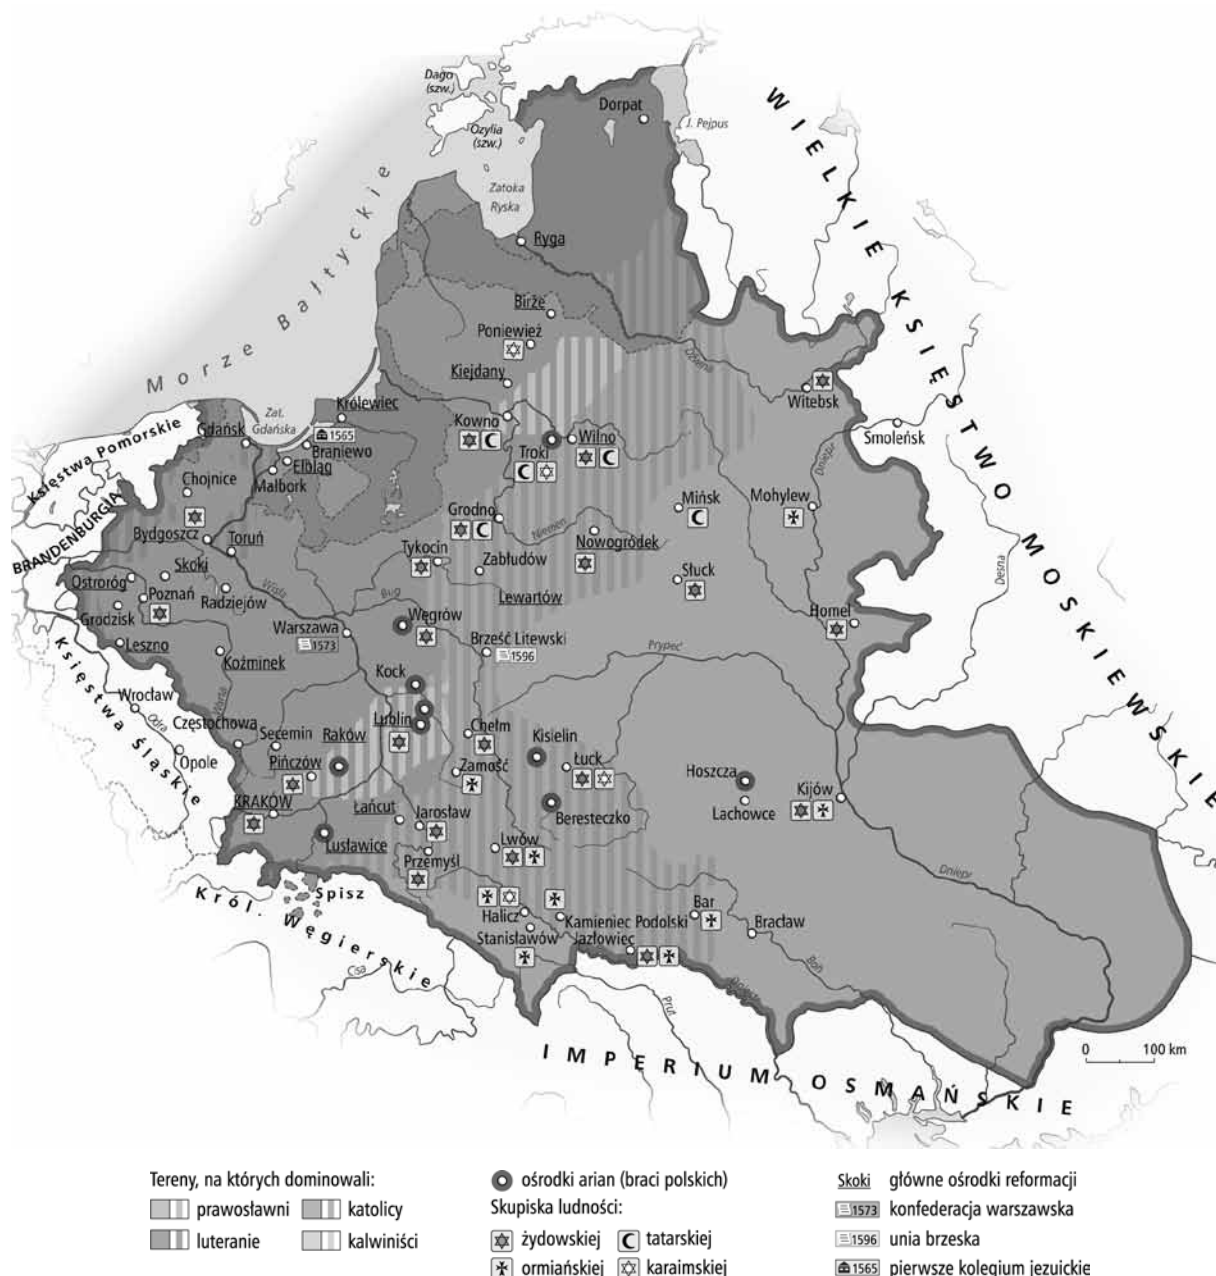 Dago
(szw.)
Ozylia
(szw.)
Dorpat
J. Pejpus
Zatoka
Ryska
Ryga
WIELKIE KSIĘSTWO MOSKIEWSKIE
Morze Bałtyckie
Birże
Poniewież
Kiejdany
Dźwina
Witebsk
Smoleńsk
Królewiec
Zat.
Gdańska
Gdańsk
1565
Braniewo
Elbląg
Malbork
Kowno
Troki
Wilno
Księstwa Pomorskie
BRANDENBURGIA
Chojnice
Bydgoszcz
Toruń
Grodno
Niemen
Nowogródek
Mińsk
Mohylew
Dniepr
Desna
Tykocin
Zabłudów
Lewartów
Słuck
Homel
Ostroróg
Skoki
Poznań
Radziejów
Grodzisk
Leszno
Koźminek
Wisła
Bug
Warszawa
1573
Węgrów
Brześć Litewski
1596
Prypeć
Księstwa Śląskie
Wrocław
Odra
Opole
Warta
Częstochowa
Secemin
Kock
Lublin
Raków
Pińczów
Chełm
Kisielin
Zamość
Łuck
Hoszcza
Lachowce
Kijów
KRAKÓW
Łańcut
Jarosław
Beresteczko
Lusławice
Przemyśl
Lwów
Dniepr
Spisz
Król. Węgierskie
Cisa
Halicz
Stanisławów
Kamieniec Podolski
Jazłowiec
Bar
Bracław
Boh
Dniestr
Prut
IMPERIUM OSMAŃSKIE
0 100 km
Tereny, na których dominowali:
prawosławni
katolicy
luteranie
kalwiniści
ośrodki arian (braci polskich)
Skupiska ludności:
żydowskiej
tatarskiej
ormiańskiej
karaimskiej
Skoki główne ośrodki reformacji
1573 konfederacja warszawska
1596 unia brzeska
1565 pierwsze kolegium jezuickie